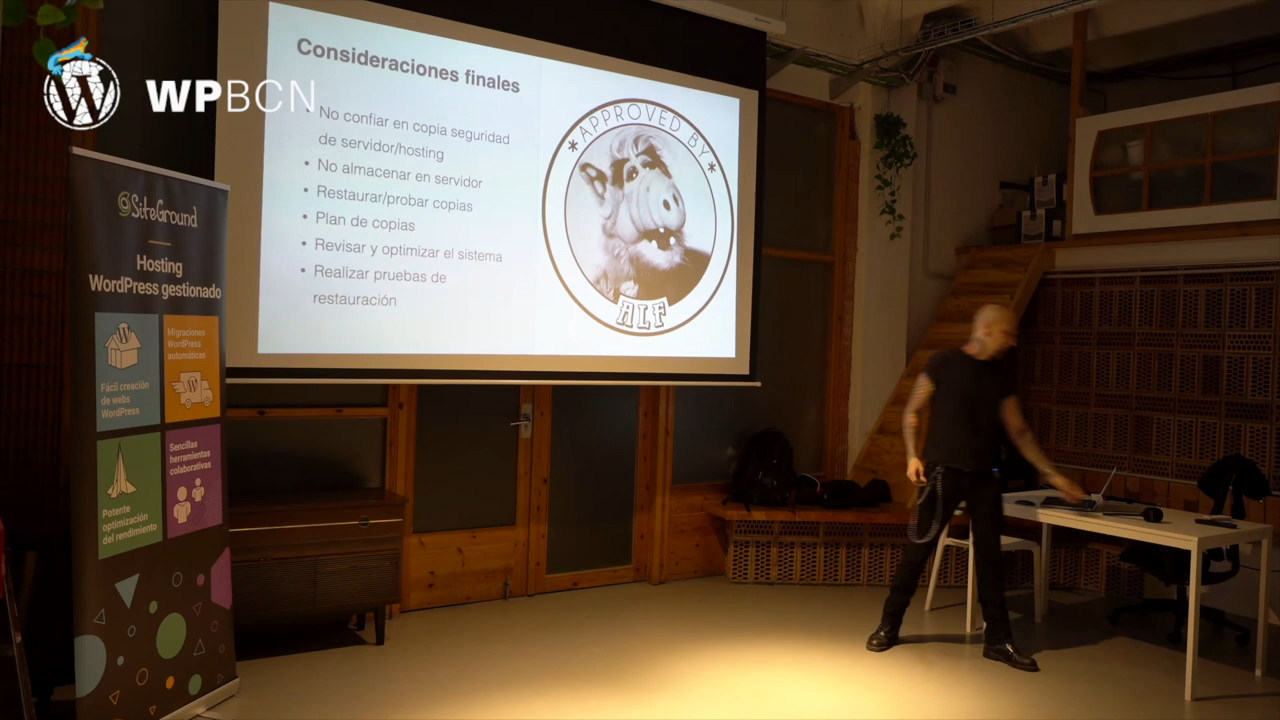 WPBCN
Consideraciones finales
No confiar en copia seguridad
de servidor/hosting
• No almacenar en servidor
• Restaurar/probar copias
• Plan de copias
• Revisar y optimizar el sistema
• Realizar pruebas de
restauración
* APPROVED BY *
ALF
SiteGround
Hosting
WordPress gestionado
Fácil creación
de webs
WordPress
Migraciones
WordPress
automáticas
Potente
optimización
del rendimiento
Sencillas
herramientas
colaborativas